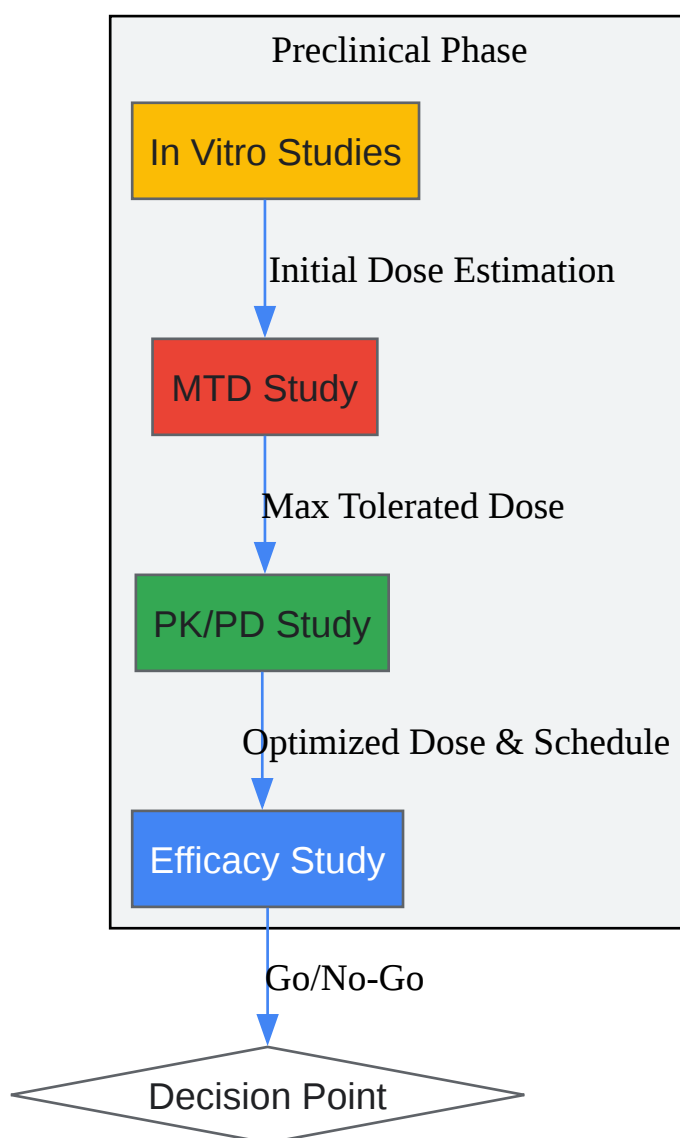 Preclinical Phase
In Vitro Studies
Initial Dose Estimation
MTD Study
Max Tolerated Dose
PK/PD Study
Optimized Dose & Schedule
Efficacy Study
Go/No-Go
Decision Point